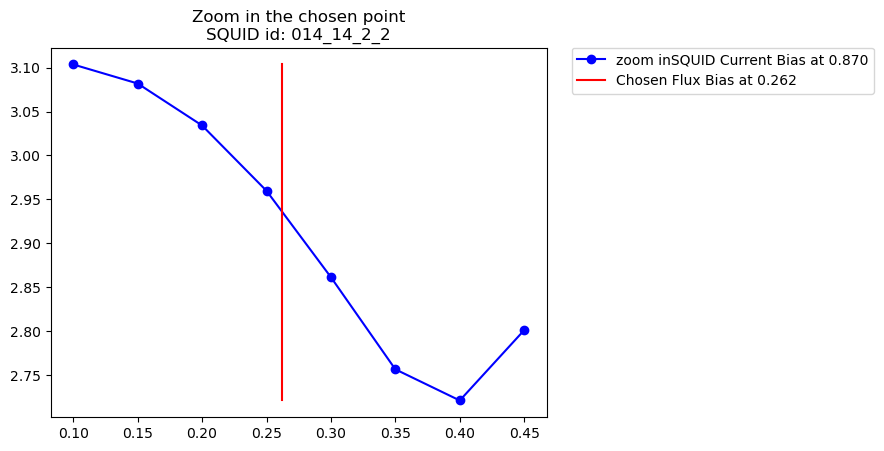 Zoom in the chosen point
SQUID id: 014_14_2_2
zoom inSQUID Current Bias at 0.870
Chosen Flux Bias at 0.262
3.10
3.05
3.00
2.95
2.90
2.85
2.80
2.75
0.10 0.15 0.20 0.25 0.30 0.35 0.40 0.45